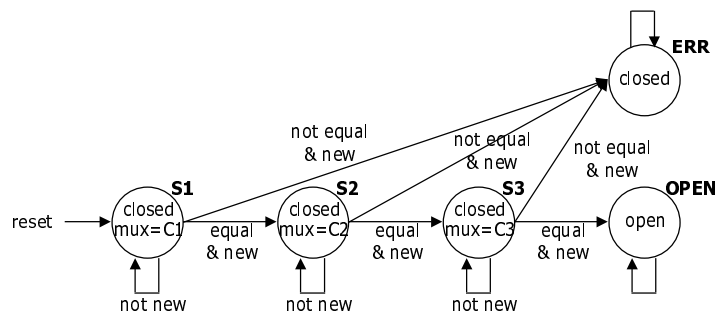 ERR
closed
not equal
& new
not equal
& new
not equal
& new
S1
S2
S3
OPEN
reset
closed
mux=C1
equal
& new
closed
mux=C2
equal
& new
closed
mux=C3
equal
& new
open
not new
not new
not new